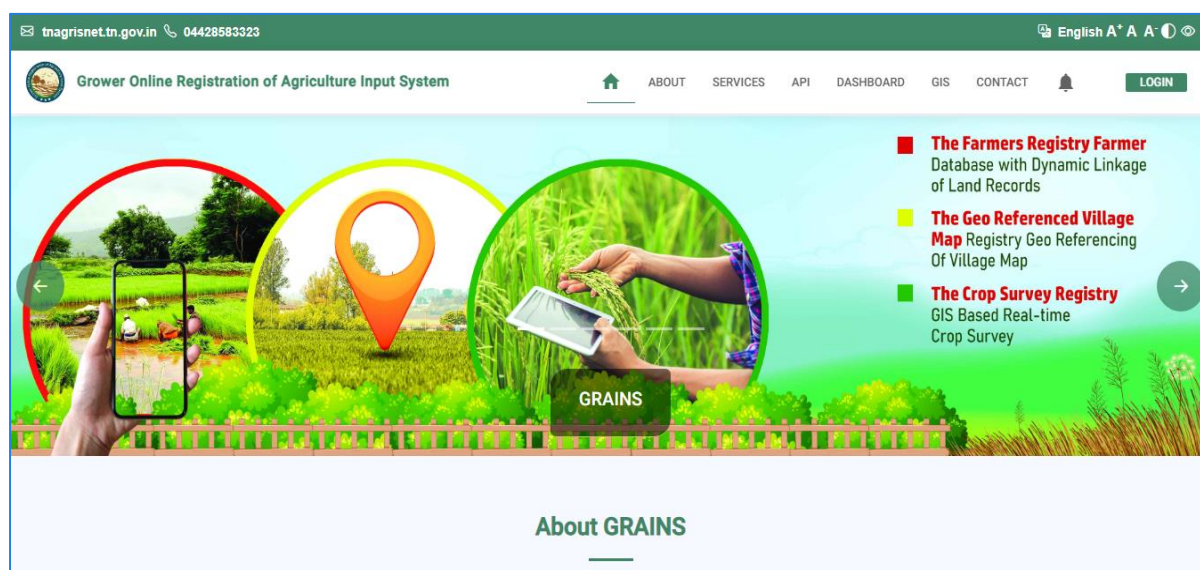 tnagrisnet.tn.gov.in 04428583323
English A+ A A-
Grower Online Registration of Agriculture Input System
ABOUT SERVICES API DASHBOARD GIS CONTACT LOGIN
The Farmers Registry Farmer
Database with Dynamic Linkage
of Land Records
The Geo Referenced Village
Map Registry Geo Referencing
Of Village Map
The Crop Survey Registry
GIS Based Real-time
Crop Survey
GRAINS
About GRAINS